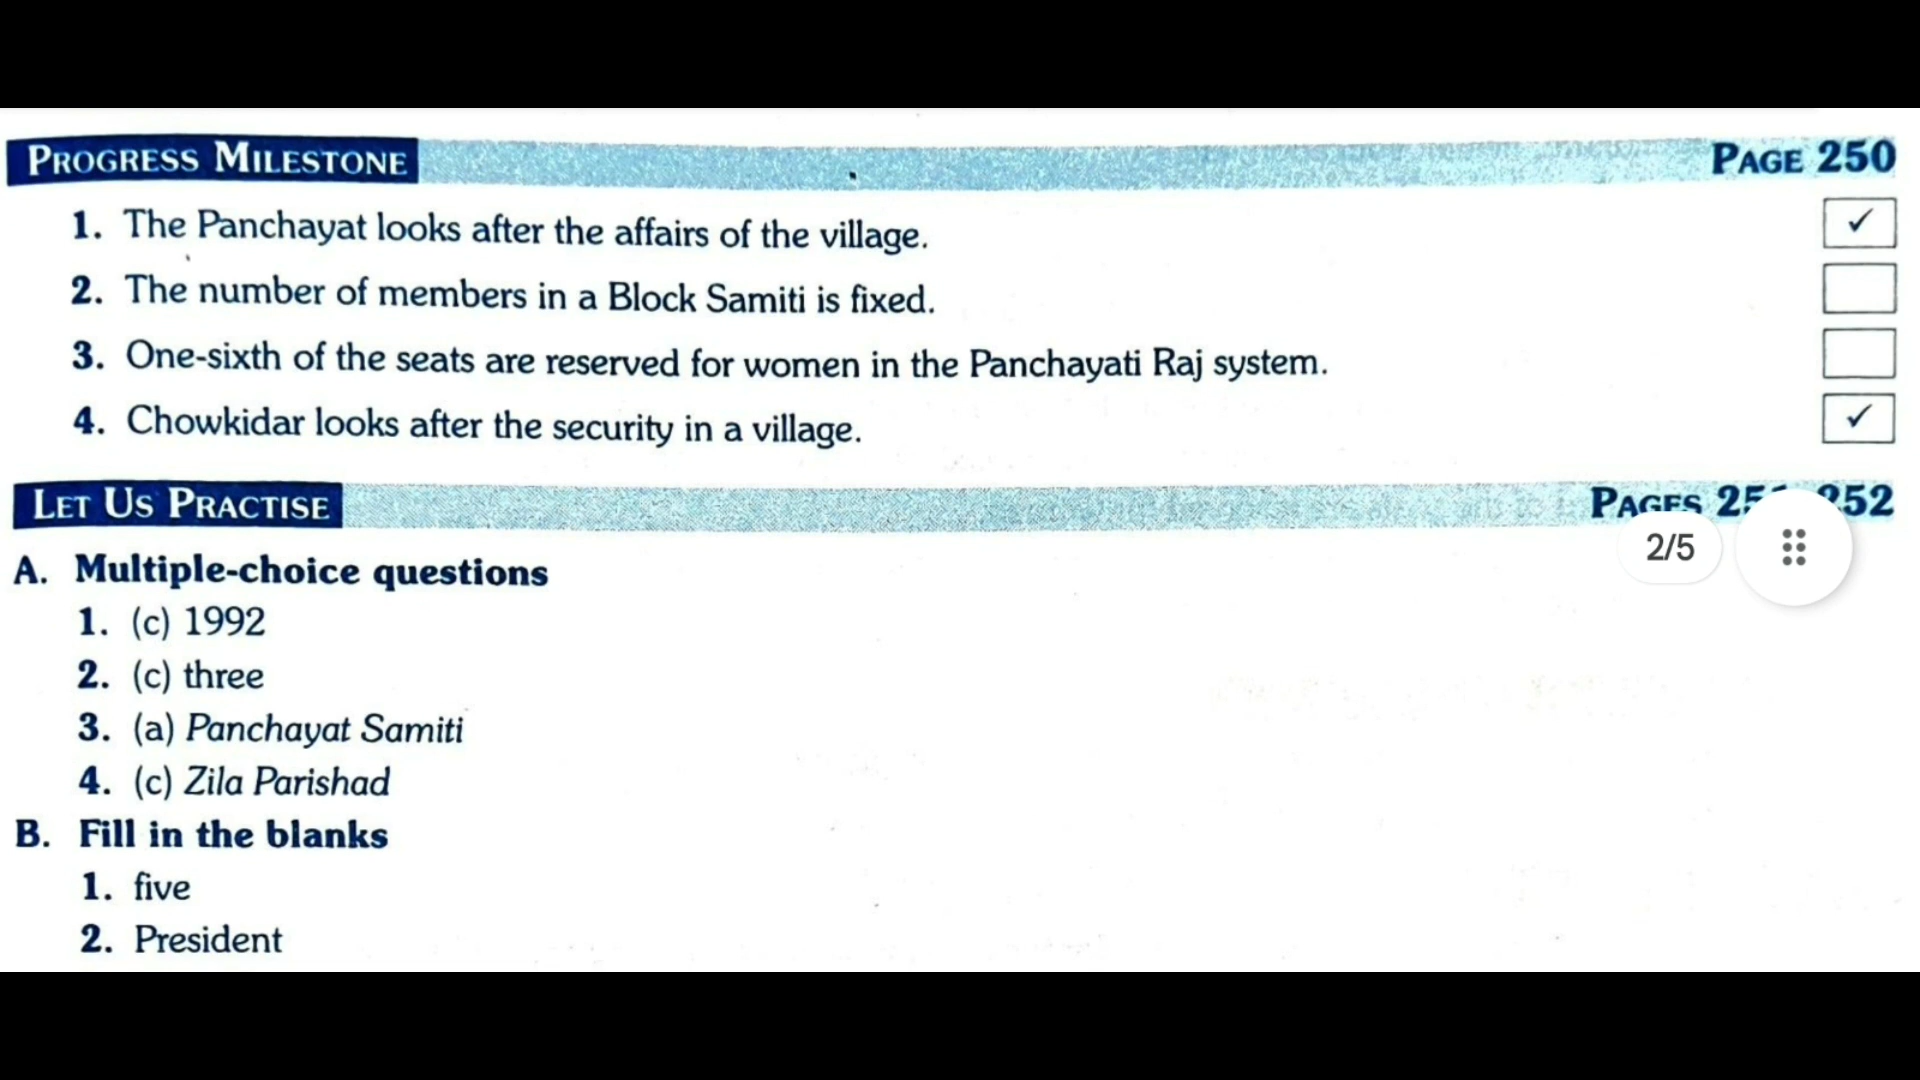 PROGRESS MILESTONE PAGE 250
1. The Panchayat looks after the affairs of the village. ✓
2. The number of members in a Block Samiti is fixed.
3. One-sixth of the seats are reserved for women in the Panchayati Raj system.
4. Chowkidar looks after the security in a village. ✓
LET US PRACTISE PAGES 252
2/5
A. Multiple-choice questions
1. (c) 1992
2. (c) three
3. (a) Panchayat Samiti
4. (c) Zila Parishad
B. Fill in the blanks
1. five
2. President